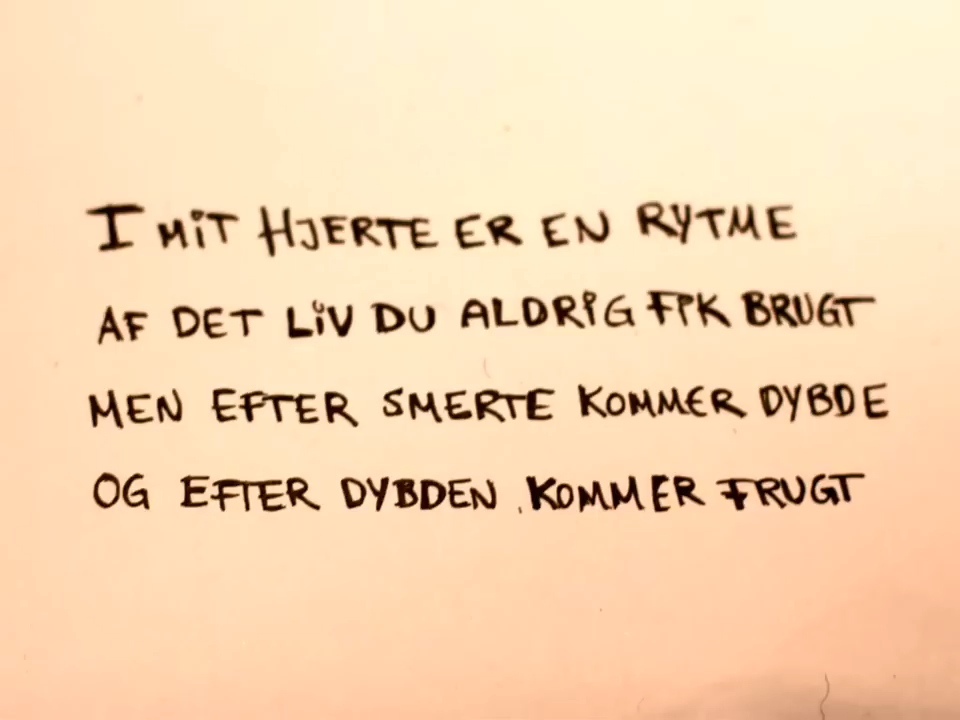 I MiT HJERTE ER EN RYTME
AF DET LiV DU ALDRiG FIK BRUGT
MEN EFTER SMERTE KOMMER DYBDE
OG EFTER DYBDEN KOMMER FRUGT